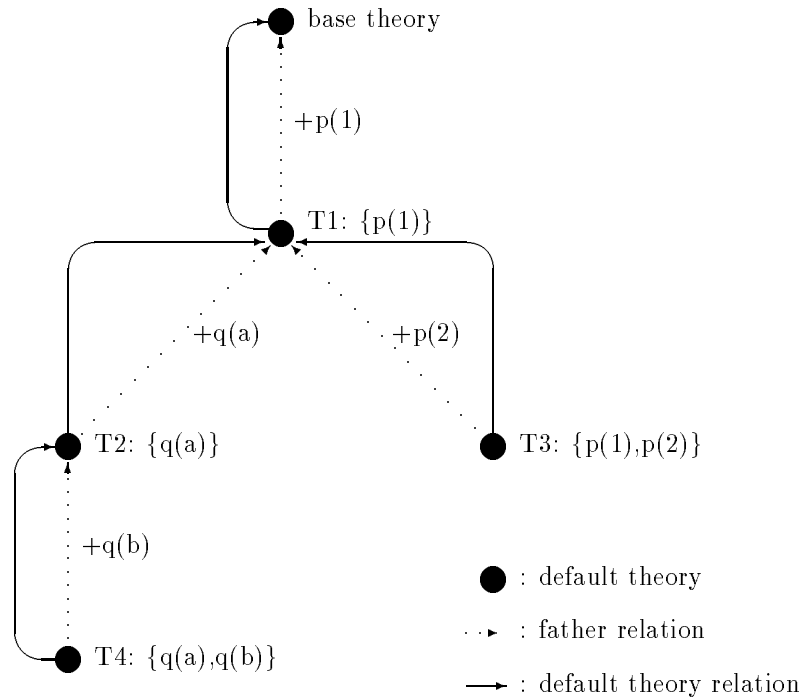 base theory
+p(1)
T1: {p(1)}
+q(a)
+p(2)
T2: {q(a)}
T3: {p(1),p(2)}
+q(b)
: default theory
: father relation
T4: {q(a),q(b)}
: default theory relation